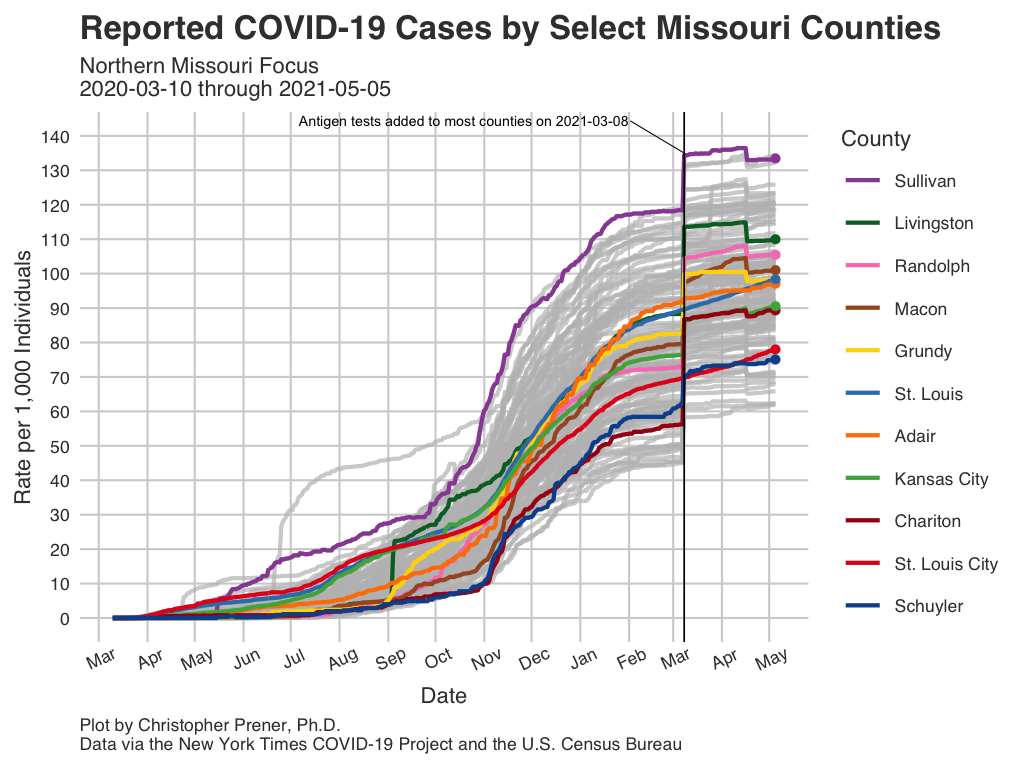 Reported COVID-19 Cases by Select Missouri Counties
Northern Missouri Focus
2020-03-10 through 2021-05-05
Antigen tests added to most counties on 2021-03-08
Rate per 1,000 Individuals
140
130
120
110
100
90
80
70
60
50
40
30
20
10
0
Mar Apr May Jun Jul Aug Sep Oct Nov Dec Jan Feb Mar Apr May
Date
County
Sullivan
Livingston
Randolph
Macon
Grundy
St. Louis
Adair
Kansas City
Chariton
St. Louis City
Schuyler
Plot by Christopher Prener, Ph.D.
Data via the New York Times COVID-19 Project and the U.S. Census Bureau